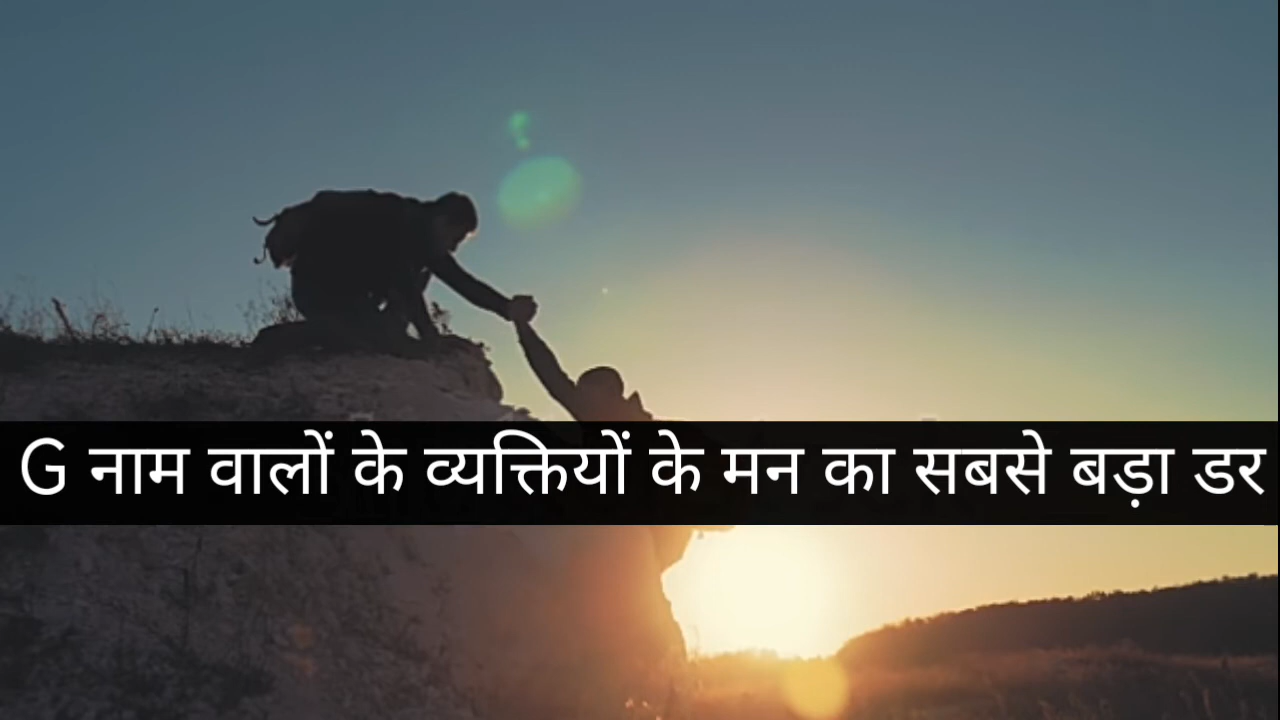 G नाम वालों के व्यक्तियों के मन का सबसे बड़ा डर